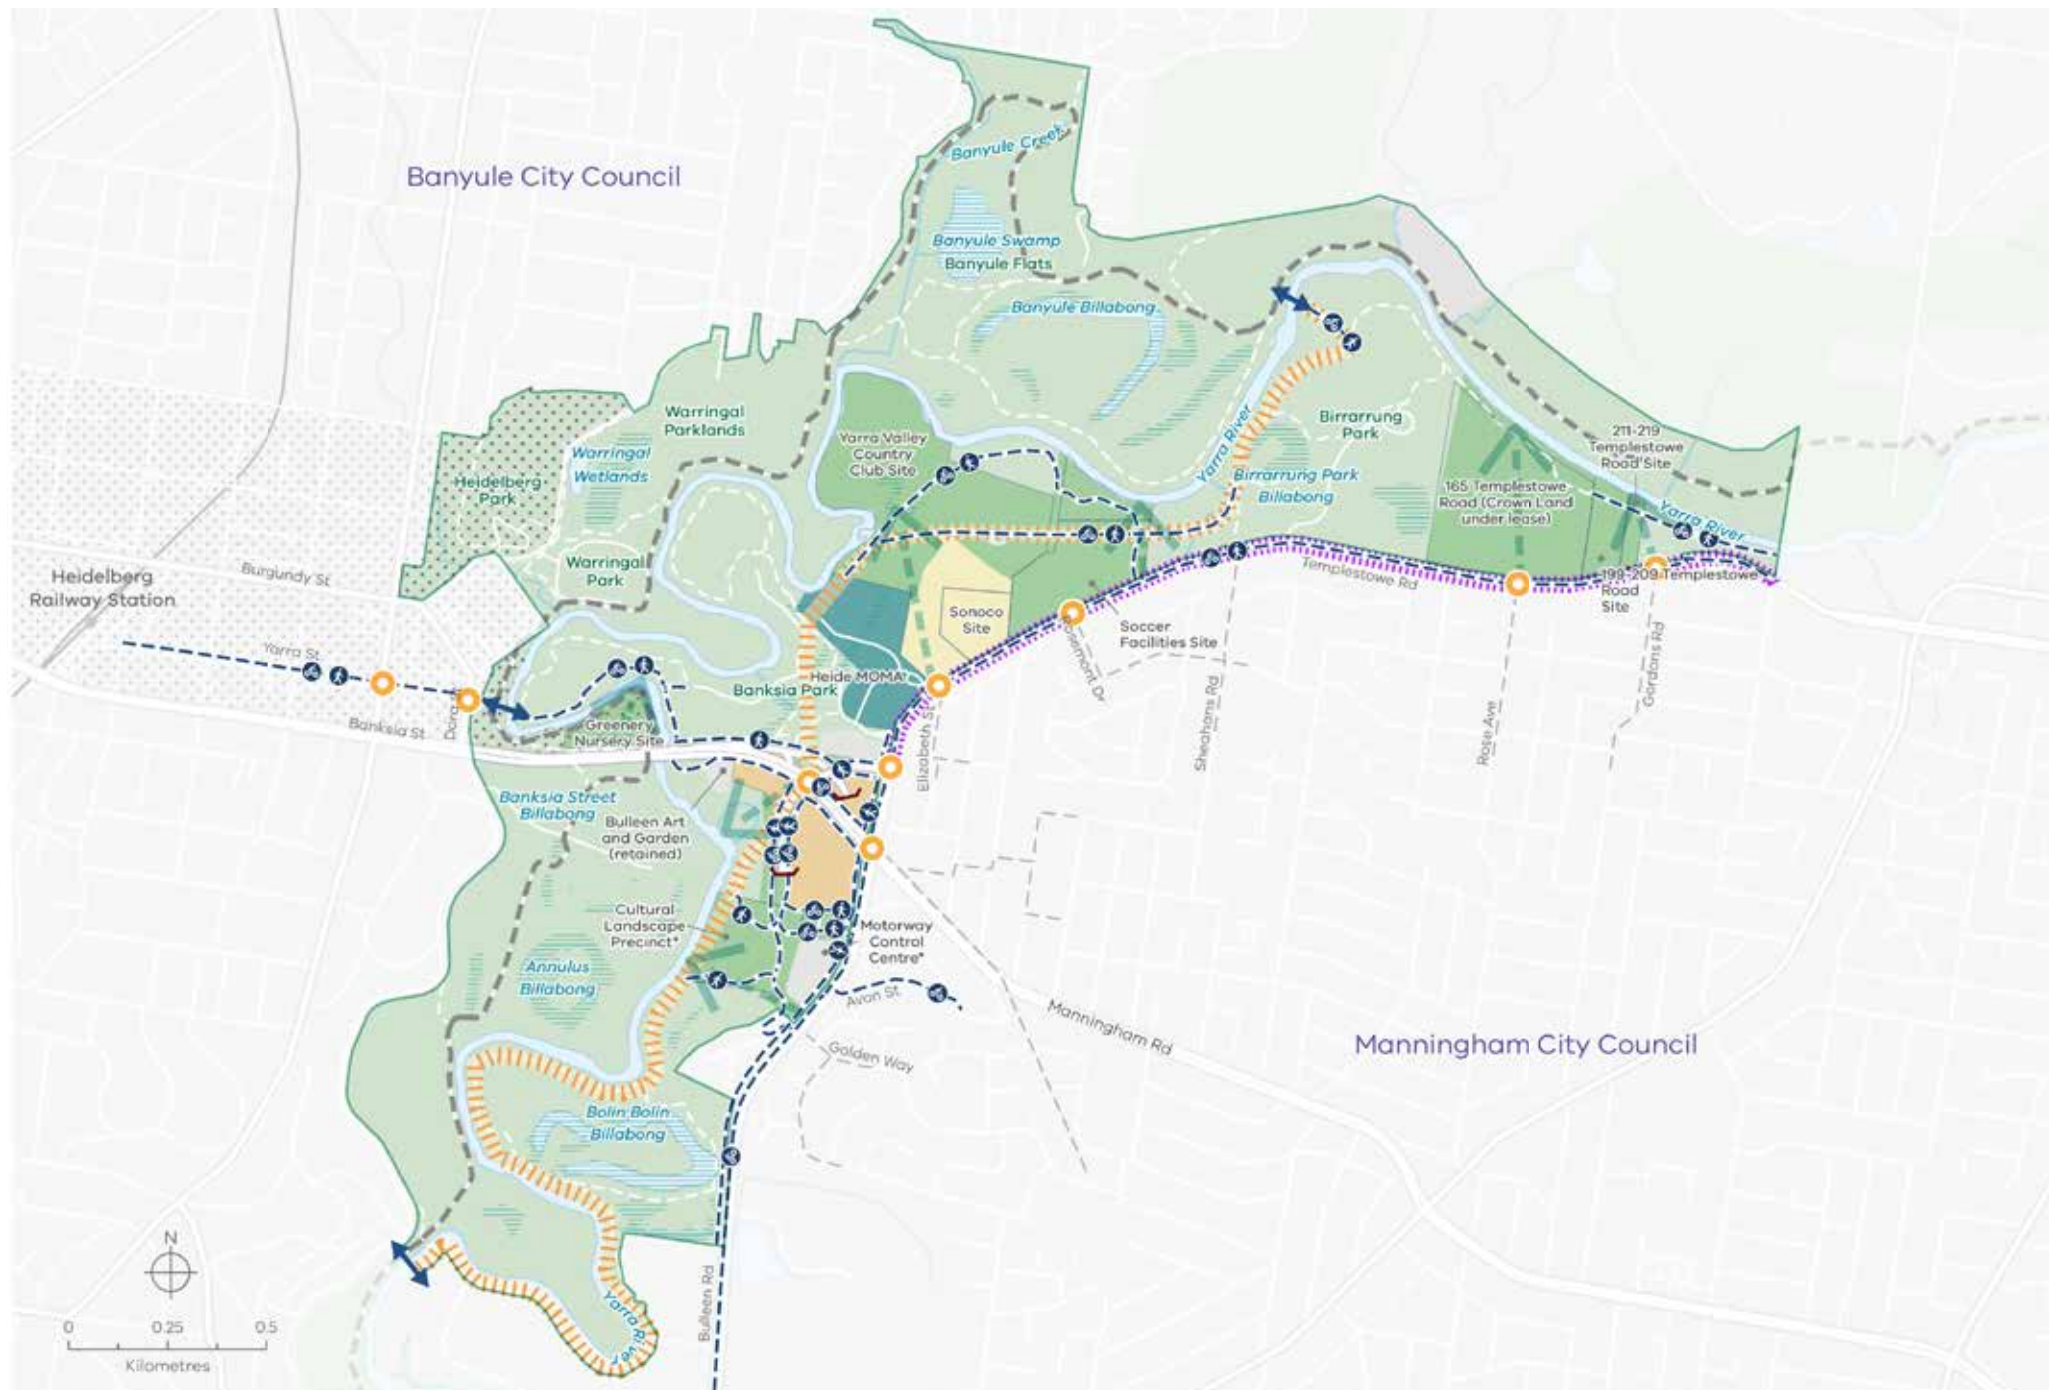 Banyule City Council
Banyule Creek
Banyule Swamp
Banyule Flats
Banyule Billabong
Warringal
Parklands
Yarra Valley
Country
Club Site
Warringal
Wetlands
Heidelberg
Park
Warringal
Park
Yarra River
Birrarung
Park
Birrarrung Park
Billabong
211-219
Templestowe
Road Site
165 Templestowe
Road (Crown Land
under lease)
Yarra River
Heidelberg
Railway Station
Burgundy St
Yarra St
Banksia St
Dora St
Templestowe Rd
199-209 Templestowe
Road
Site
Sonoco
Site
Soccer
Facilities Site
Rosemont Dr
Sheahans Rd
Rose Ave
Gordons Rd
Heide MOMA
Banksia Park
Elizabeth St
Greenery
Nursery Site
Banksia Street
Billabong
Bulleen Art
and Garden
(retained)
Cultural
Landscape
Precinct*
Motorway
Control
Centre*
Annulus
Billabong
Avon St
Golden Way
Manningham Rd
Manningham City Council
Bolin Bolin
Billabong
Yarra River
Bulleen Rd
N
0 0.25 0.5
Kilometres